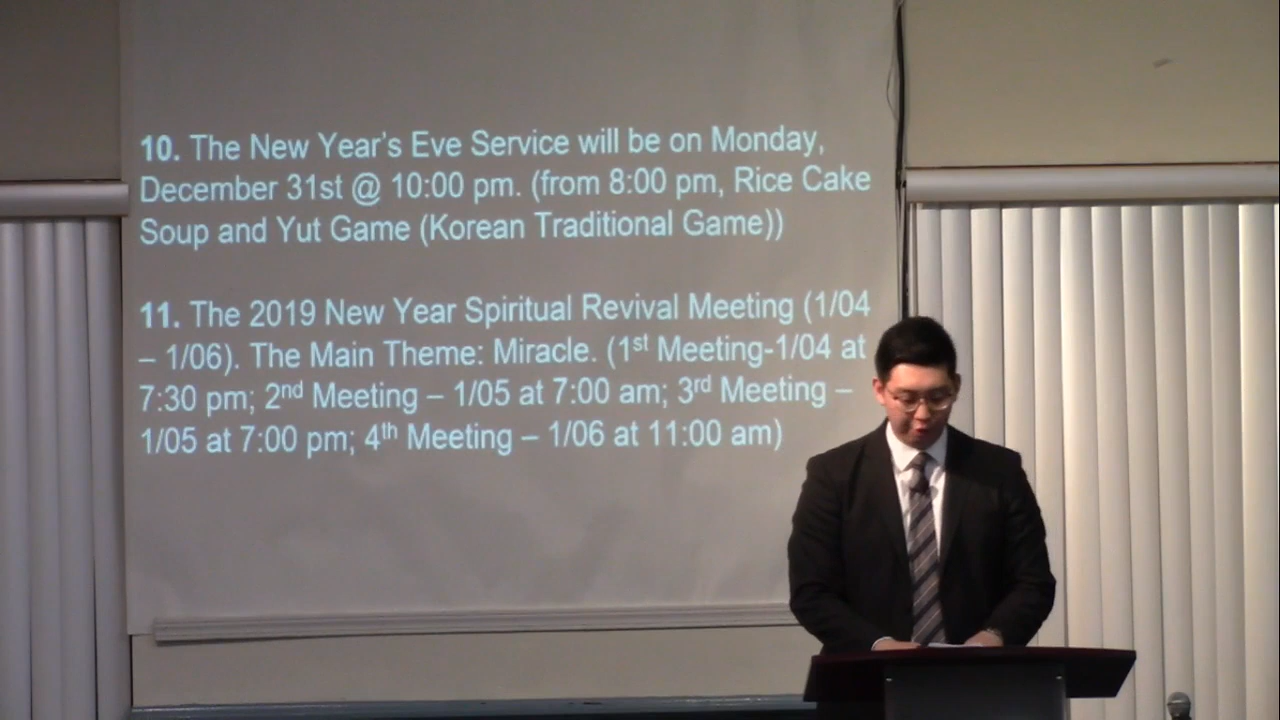 10. The New Year's Eve Service will be on Monday,
December 31st @ 10:00 pm. (from 8:00 pm, Rice Cake
Soup and Yut Game (Korean Traditional Game))
11. The 2019 New Year Spiritual Revival Meeting (1/04
– 1/06). The Main Theme: Miracle. (1st Meeting-1/04 at
7:30 pm; 2nd Meeting – 1/05 at 7:00 am; 3rd Meeting –
1/05 at 7:00 pm; 4th Meeting – 1/06 at 11:00 am)